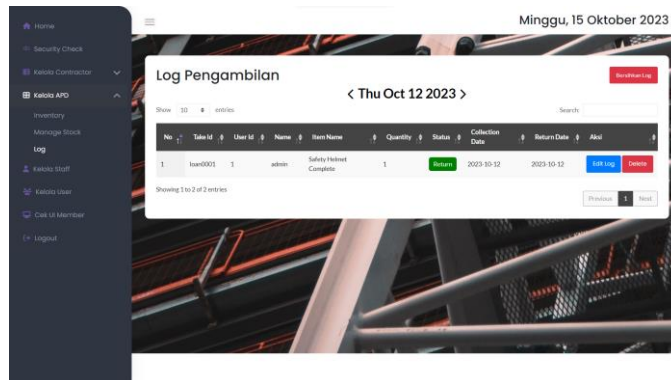 Minggu, 15 Oktober 2023
Home
Security Check
Kelola Contractor
Kelola APD
Inventory
Manage Stock
Log
Kelola Staff
Kelola User
Cek UI Member
Logout
Log Pengambilan
Bersihkan Log
< Thu Oct 12 2023 >
Show 10 entries
Search:
No Take Id User Id Name Item Name Quantity Status Collection Date Return Date Aksi
1 loan0001 1 admin Safety Helmet Complete 1 Return 2023-10-12 2023-10-12 Edit Log Delete
Showing 1 to 2 of 2 entries
Previous 1 Next